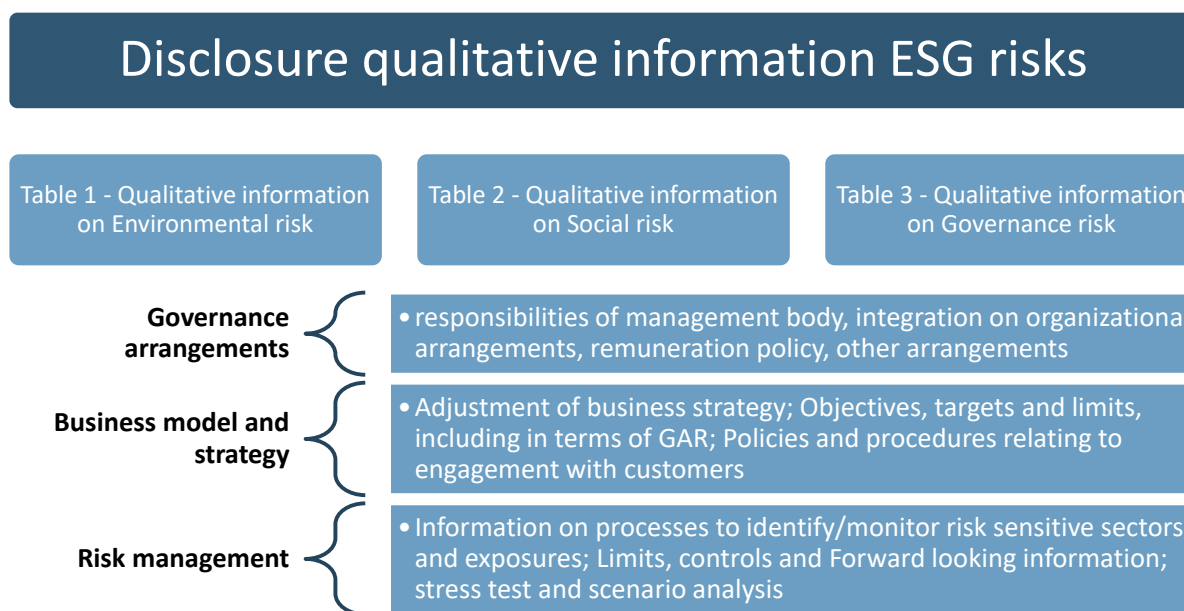 Disclosure qualitative information ESG risks
Table 1 - Qualitative information
on Environmental risk
Table 2 - Qualitative information
on Social risk
Table 3 - Qualitative information
on Governance risk
Governance
arrangements
• responsibilities of management body, integration on organizationa
arrangements, remuneration policy, other arrangements
Business model and
strategy
• Adjustment of business strategy; Objectives, targets and limits,
including in terms of GAR; Policies and procedures relating to
engagement with customers
Risk management
• Information on processes to identify/monitor risk sensitive sectors
and exposures; Limits, controls and Forward looking information;
stress test and scenario analysis